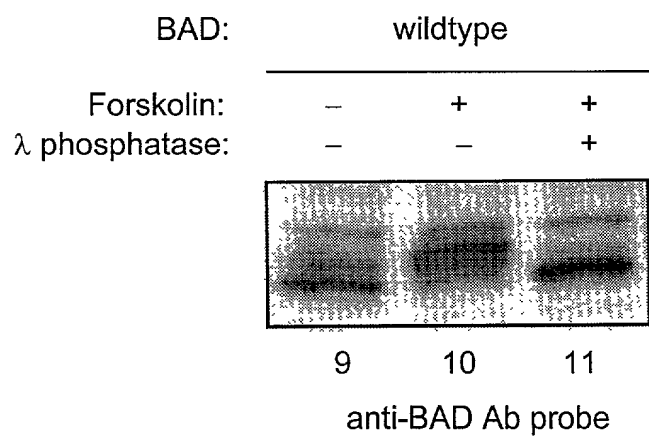 BAD: wildtype
Forskolin: – + +
λ phosphatase: – – +
9 10 11
anti-BAD Ab probe